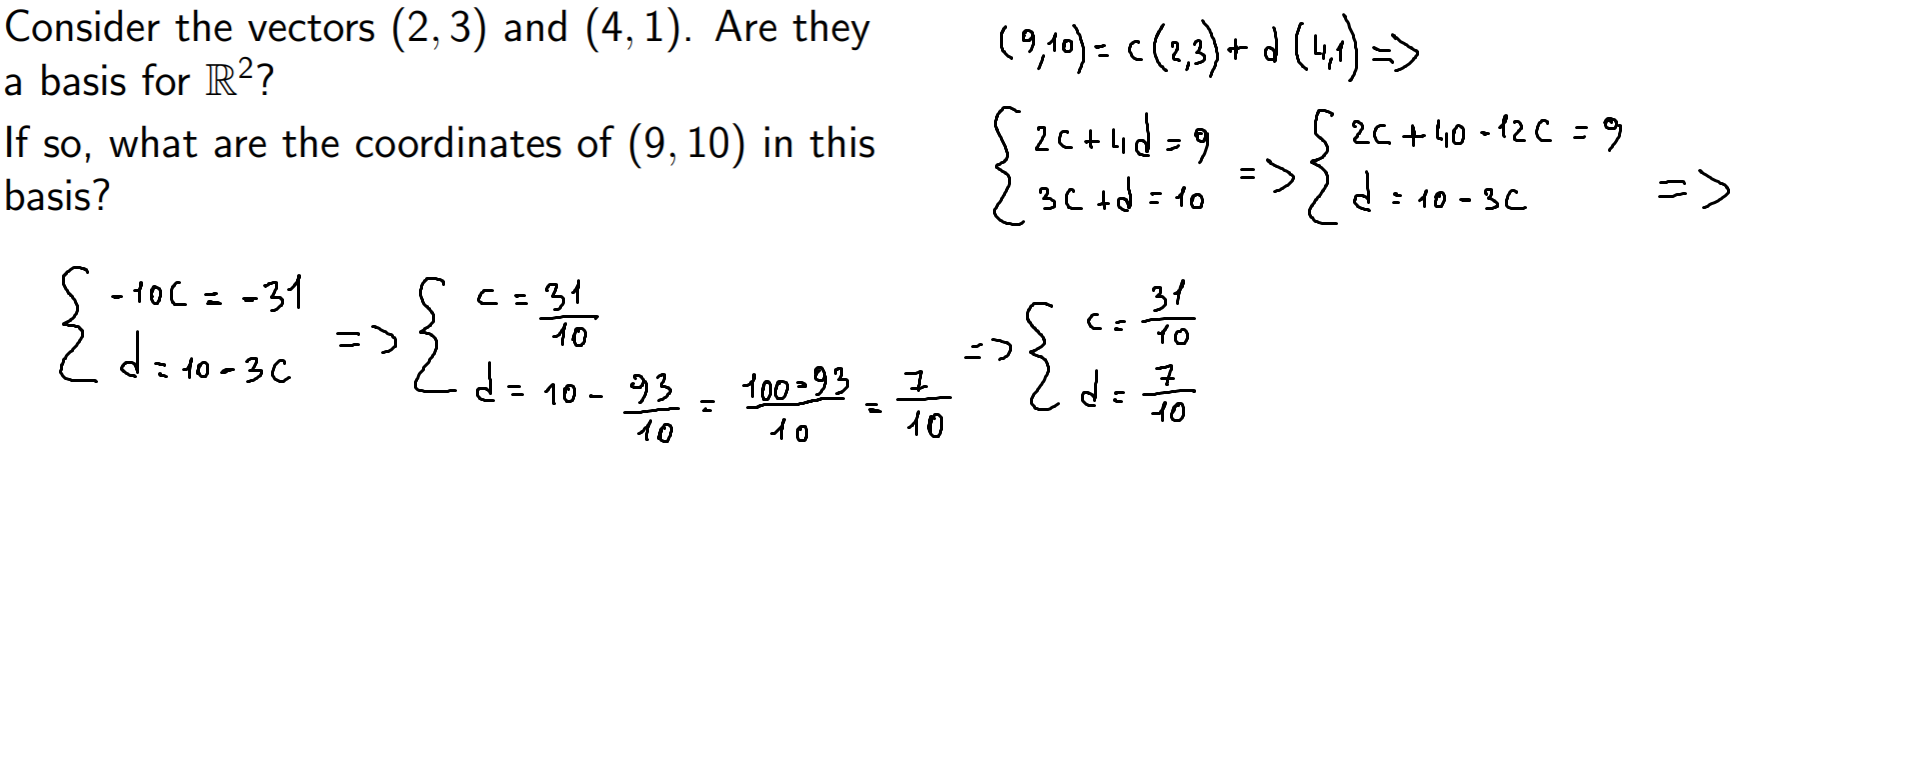 Consider the vectors (2, 3) and (4, 1). Are they
a basis for ℝ²?
If so, what are the coordinates of (9, 10) in this
basis?
(9,10) = c(2,3) + d(4,1) =>
{ 2c + 4d = 9
3c + d = 10 => { 2c + 40 - 12c = 9
d = 10 - 3c =>
{ -10c = -31
d = 10 - 3c => { c = 31/10
d = 10 - 93/10 = 100-93/10 = 7/10 => { c = 31/10
d = 7/10